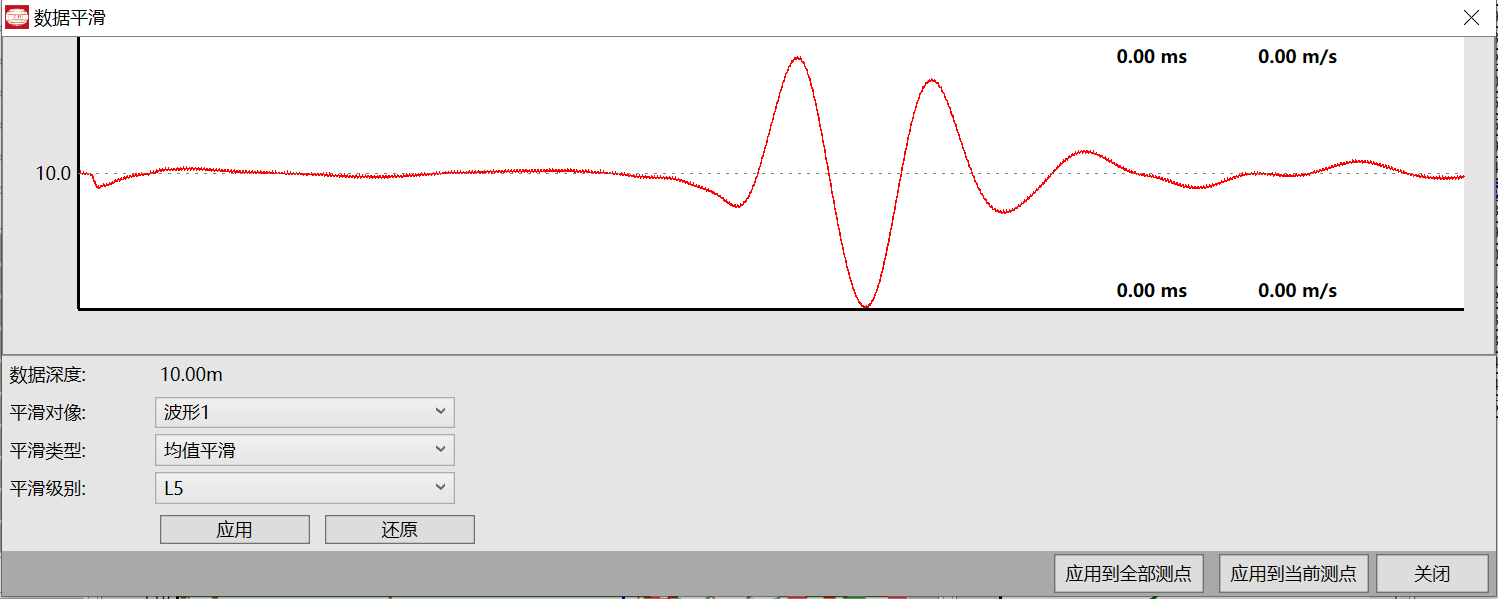 数据平滑
0.00 ms 0.00 m/s
10.0
0.00 ms 0.00 m/s
数据深度: 10.00m
平滑对像: 波形1
平滑类型: 均值平滑
平滑级别: L5
应用 还原
应用到全部测点 应用到当前测点 关闭